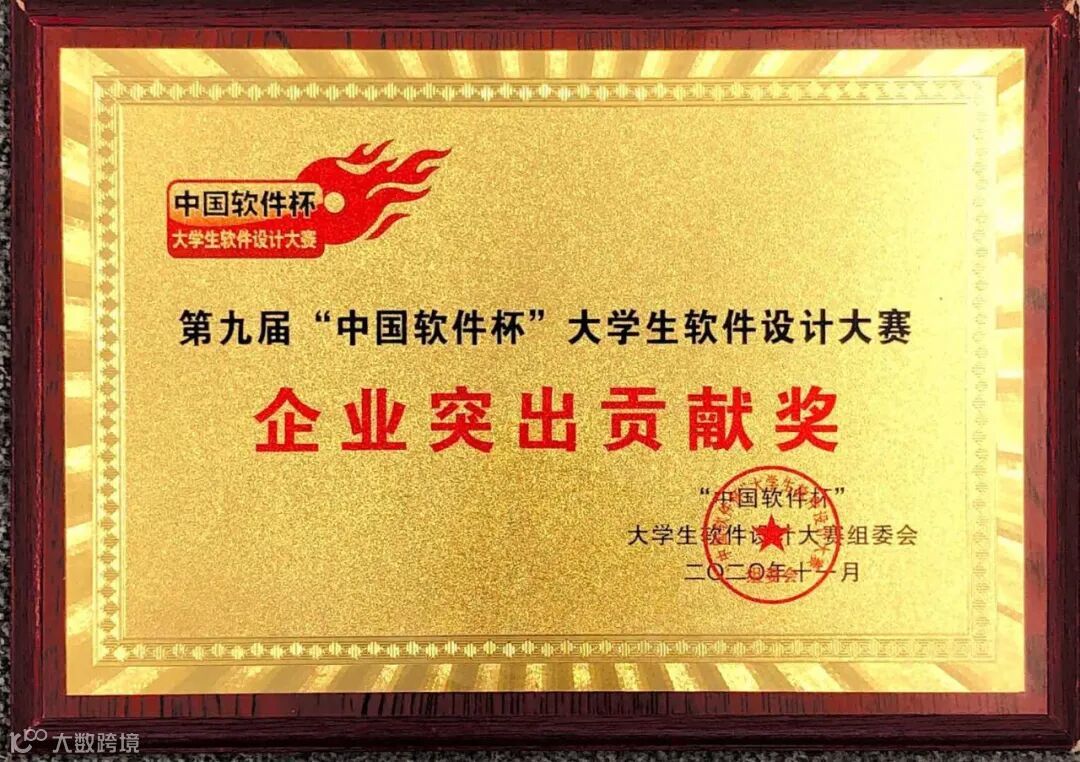 中国软件杯
大学生软件设计大赛
第九届“中国软件杯”大学生软件设计大赛
企业突出贡献奖
“中国软件杯”
大学生软件设计大赛组委会
二〇二〇年十一月
组委会
大数跨境